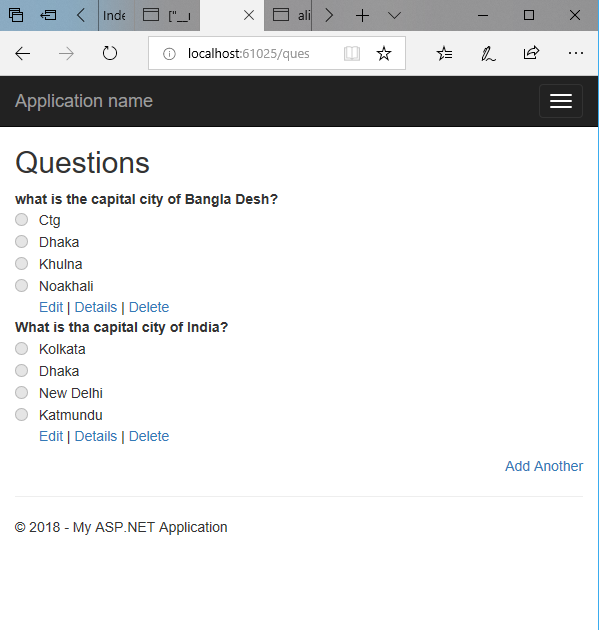 Inde
["__
ali
localhost:61025/ques
Application name
Questions
what is the capital city of Bangla Desh?
Ctg
Dhaka
Khulna
Noakhali
Edit | Details | Delete
What is tha capital city of India?
Kolkata
Dhaka
New Delhi
Katmundu
Edit | Details | Delete
Add Another
© 2018 - My ASP.NET Application